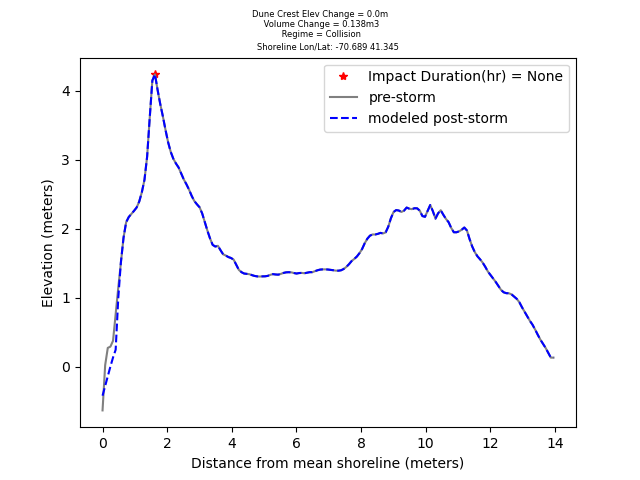 Dune Crest Elev Change = 0.0m
Volume Change = 0.138m3
Regime = Collision
Shoreline Lon/Lat: -70.689 41.345
Impact Duration(hr) = None
pre-storm
modeled post-storm
Elevation (meters)
4
3
2
1
0
0 2 4 6 8 10 12 14
Distance from mean shoreline (meters)